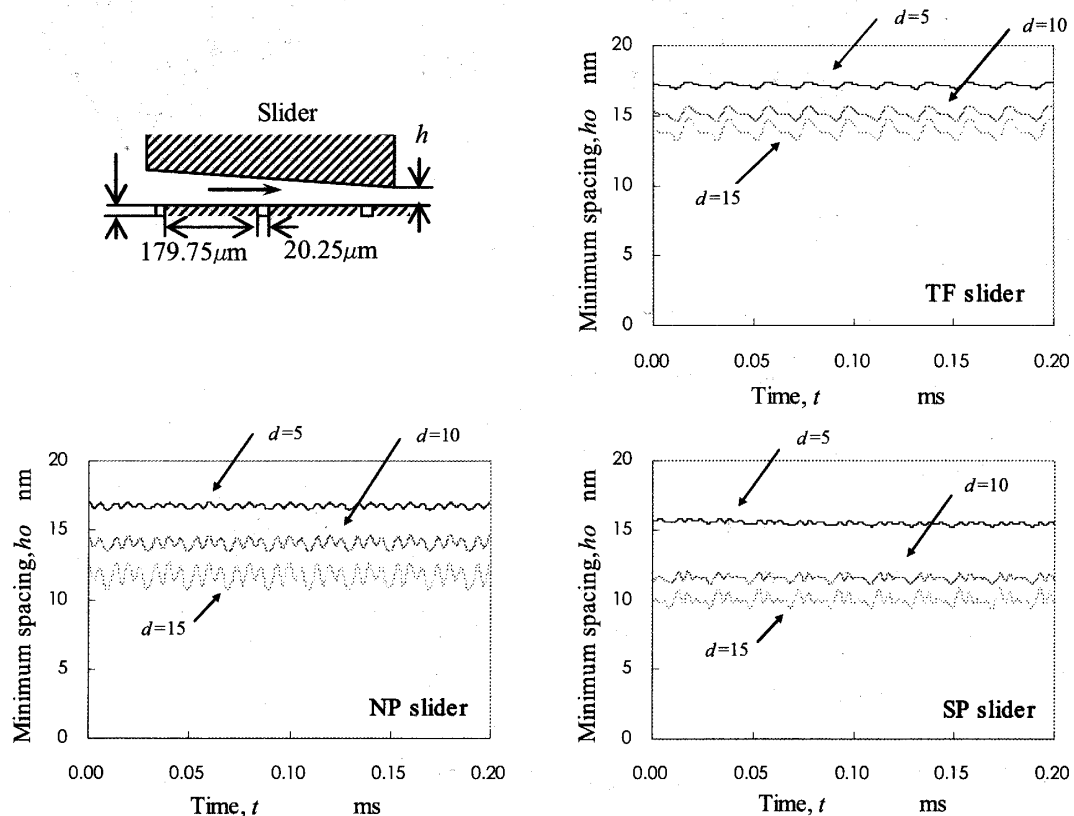 Slider
h
179.75μm
20.25μm
d=5
d=10
20
15
10
5
0
d=15
TF slider
Minimum spacing,ho nm
0.00 0.05 0.10 0.15 0.20
Time, t ms
d=5
d=10
20
15
10
5
0
d=15
NP slider
Minimum spacing,ho nm
0.00 0.05 0.10 0.15 0.20
Time, t ms
d=5
d=10
20
15
10
5
0
d=15
SP slider
Minimum spacing,ho nm
0.00 0.05 0.10 0.15 0.20
Time, t ms